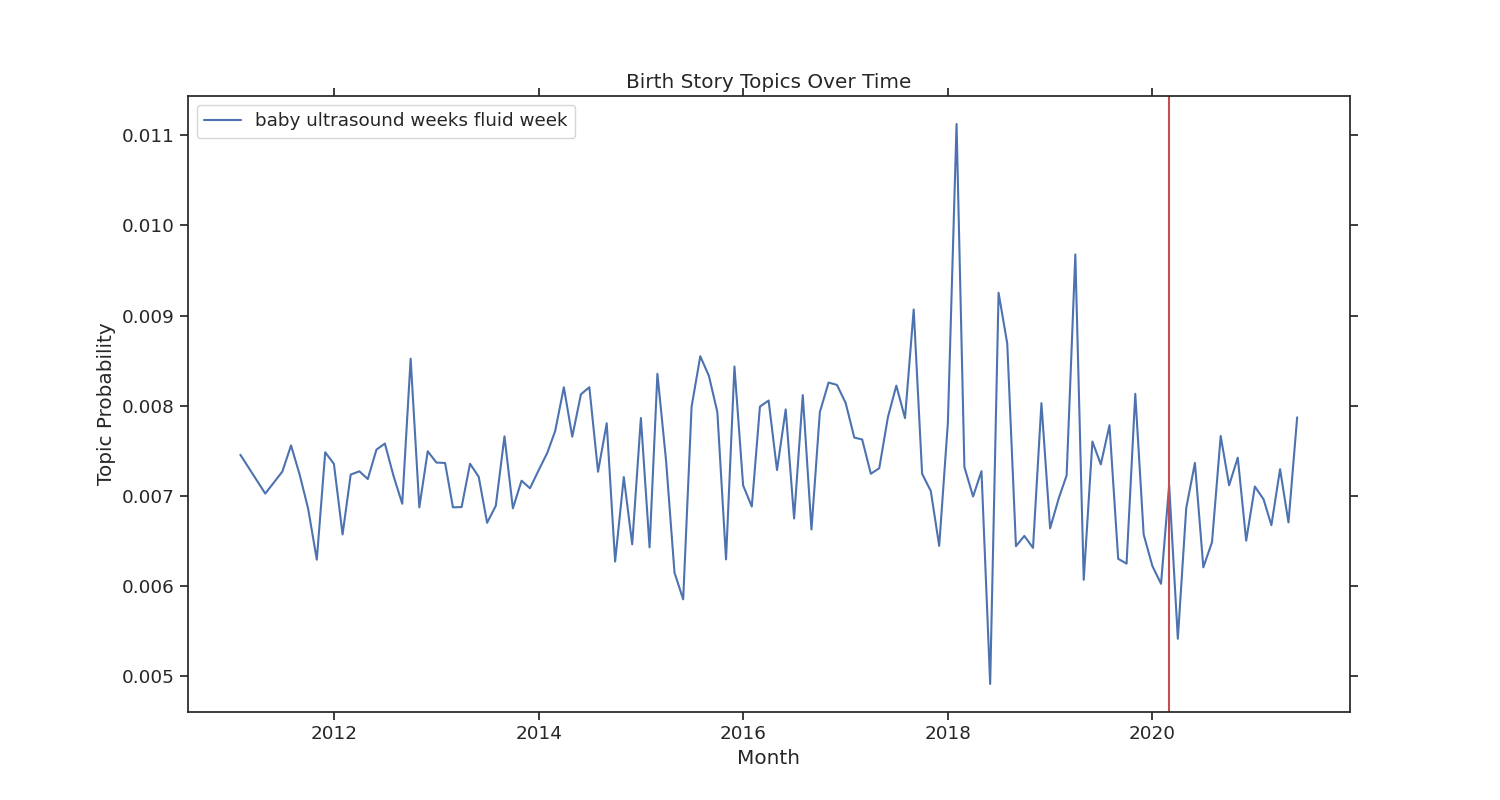 Birth Story Topics Over Time
baby ultrasound weeks fluid week
Topic Probability
0.011
0.010
0.009
0.008
0.007
0.006
0.005
2012 2014 2016 2018 2020
Month